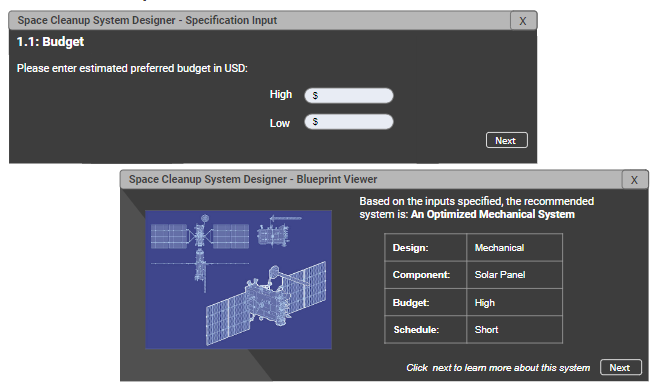 Space Cleanup System Designer - Specification Input
X
1.1: Budget
Please enter estimated preferred budget in USD:
High $
Low $
Next
Space Cleanup System Designer - Blueprint Viewer
X
Based on the inputs specified, the recommended
system is: An Optimized Mechanical System
Design: Mechanical
Component: Solar Panel
Budget: High
Schedule: Short
Click next to learn more about this system
Next